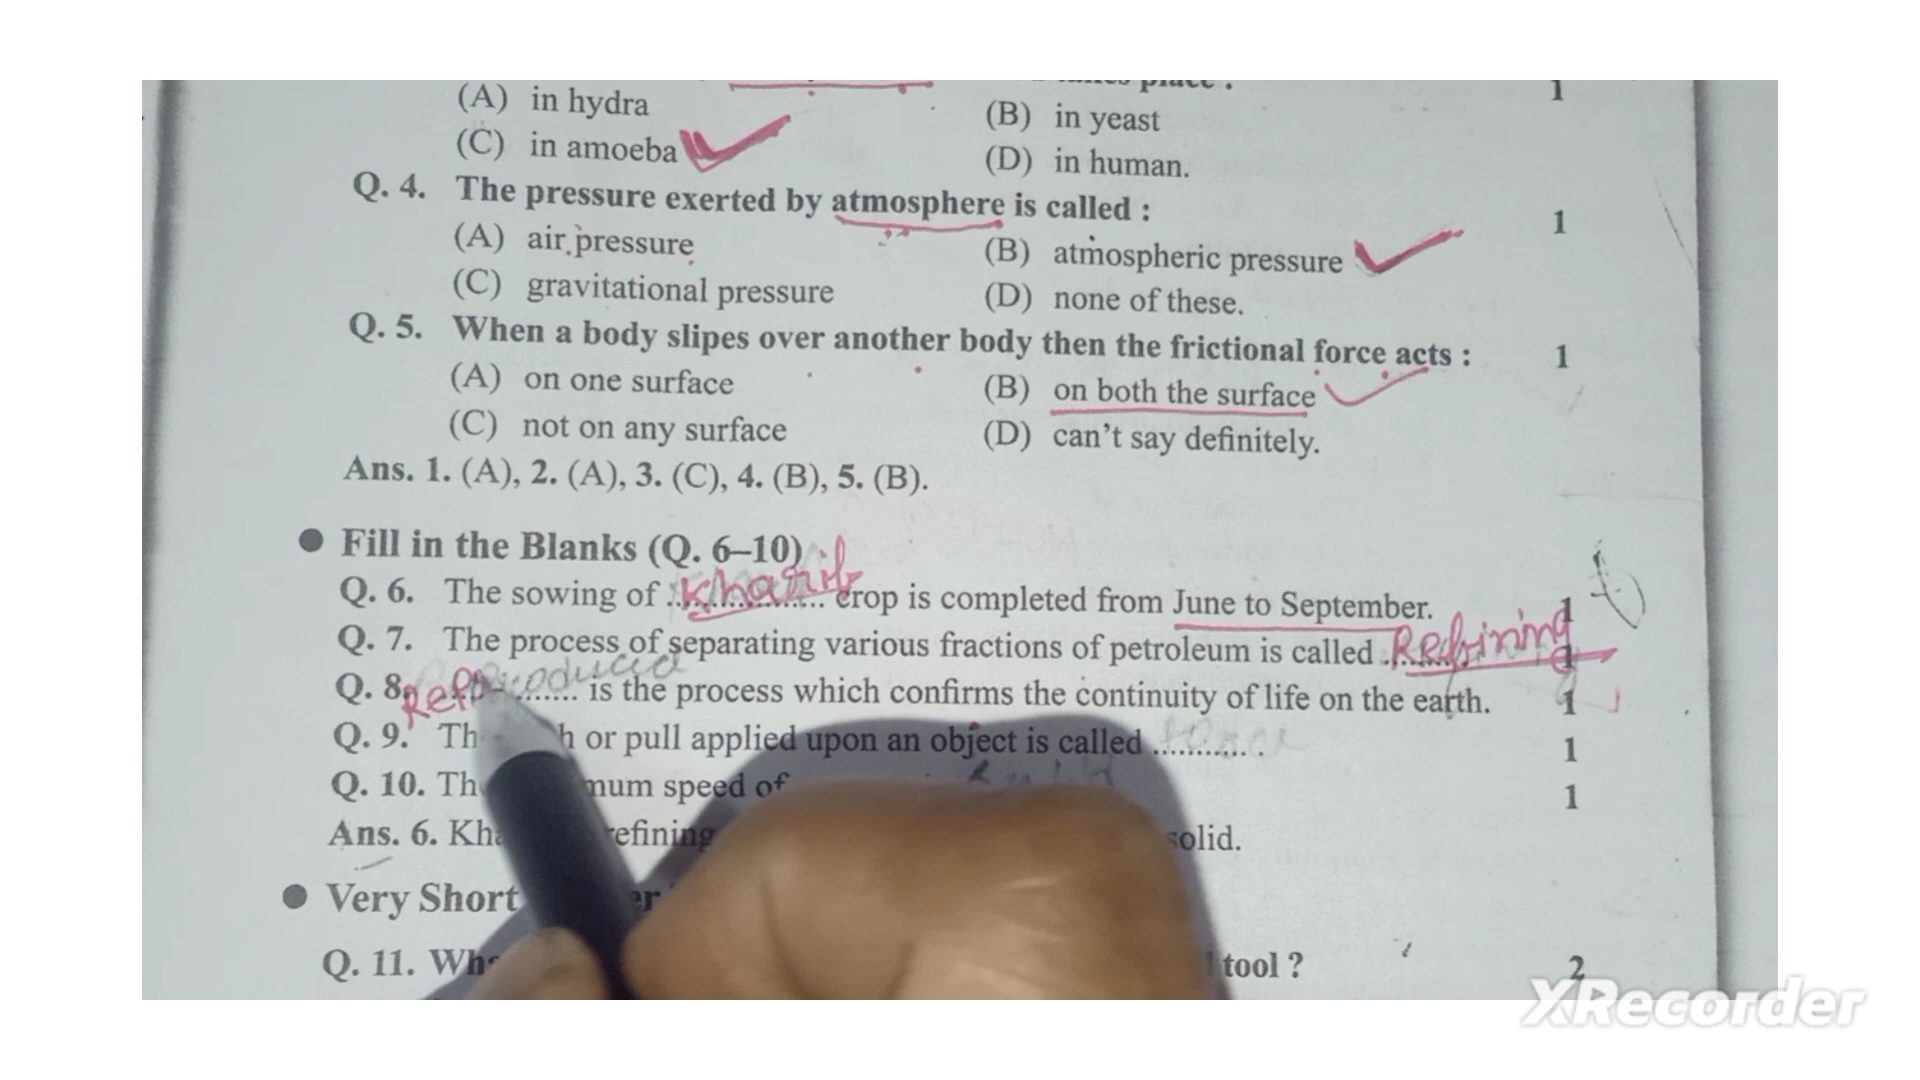 place :
1
(A) in hydra
(B) in yeast
(C) in amoeba
(D) in human.
Q. 4. The pressure exerted by atmosphere is called :
1
(A) air pressure
(B) atmospheric pressure
(C) gravitational pressure
(D) none of these.
Q. 5. When a body slipes over another body then the frictional force acts :
1
(A) on one surface
(B) on both the surface
(C) not on any surface
(D) can't say definitely.
Ans. 1. (A), 2. (A), 3. (C), 4. (B), 5. (B).
● Fill in the Blanks (Q. 6–10)
Q. 6. The sowing of Kharif crop is completed from June to September. 1
Q. 7. The process of separating various fractions of petroleum is called Refining 1
Q. 8. is the process which confirms the continuity of life on the earth. 1
Q. 9. or pull applied upon an object is called ........... 1
Q. 10. speed of 1
Ans. 6. refining solid.
● Very Short
Q. 11. tool ? 2
XRecorder